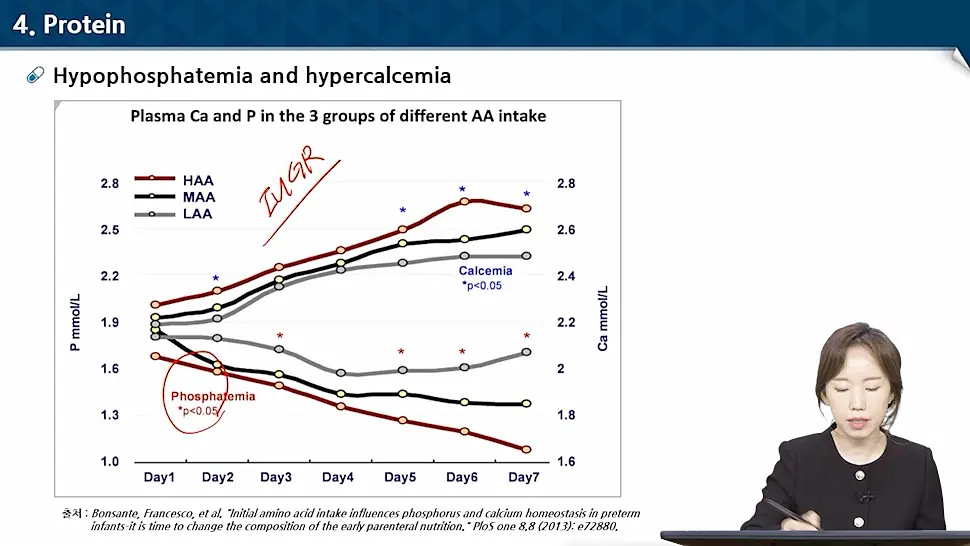 4. Protein
Hypophosphatemia and hypercalcemia
Plasma Ca and P in the 3 groups of different AA intake
IUGR
HAA
MAA
LAA
2.8
2.5
2.2
1.9
1.6
1.3
1.0
P mmol/L
2.8
2.6
2.4
2.2
2
1.8
1.6
Ca mmol/L
* * * *
Calcemia
*p<0.05
* * * *
Phosphatemia
*p<0.05
Day1 Day2 Day3 Day4 Day5 Day6 Day7
출처 : Bonsante, Francesco, et al. "Initial amino acid intake influences phosphorus and calcium homeostasis in preterm
infants-it is time to change the composition of the early parenteral nutrition." PloS one 8.8 (2013): e72880.